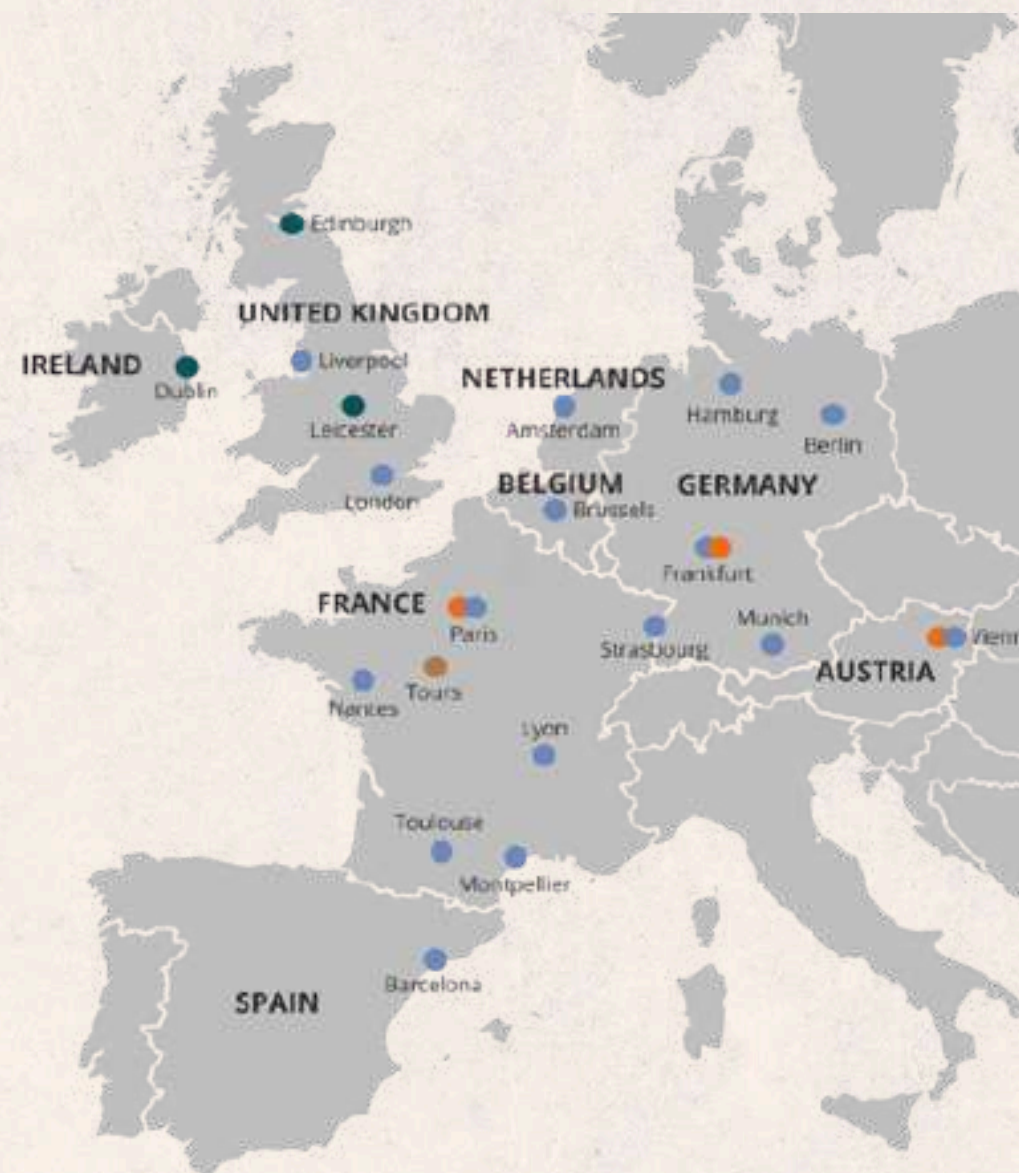 Edinburgh
UNITED KINGDOM
IRELAND
Dublin
Liverpool
Leicester
London
NETHERLANDS
Amsterdam
Hamburg
Berlin
BELGIUM
Brussels
GERMANY
Frankfurt
FRANCE
Paris
Strasbourg
Munich
Vien
AUSTRIA
Tours
Nantes
Lyon
Toulouse
Montpellier
Barcelona
SPAIN